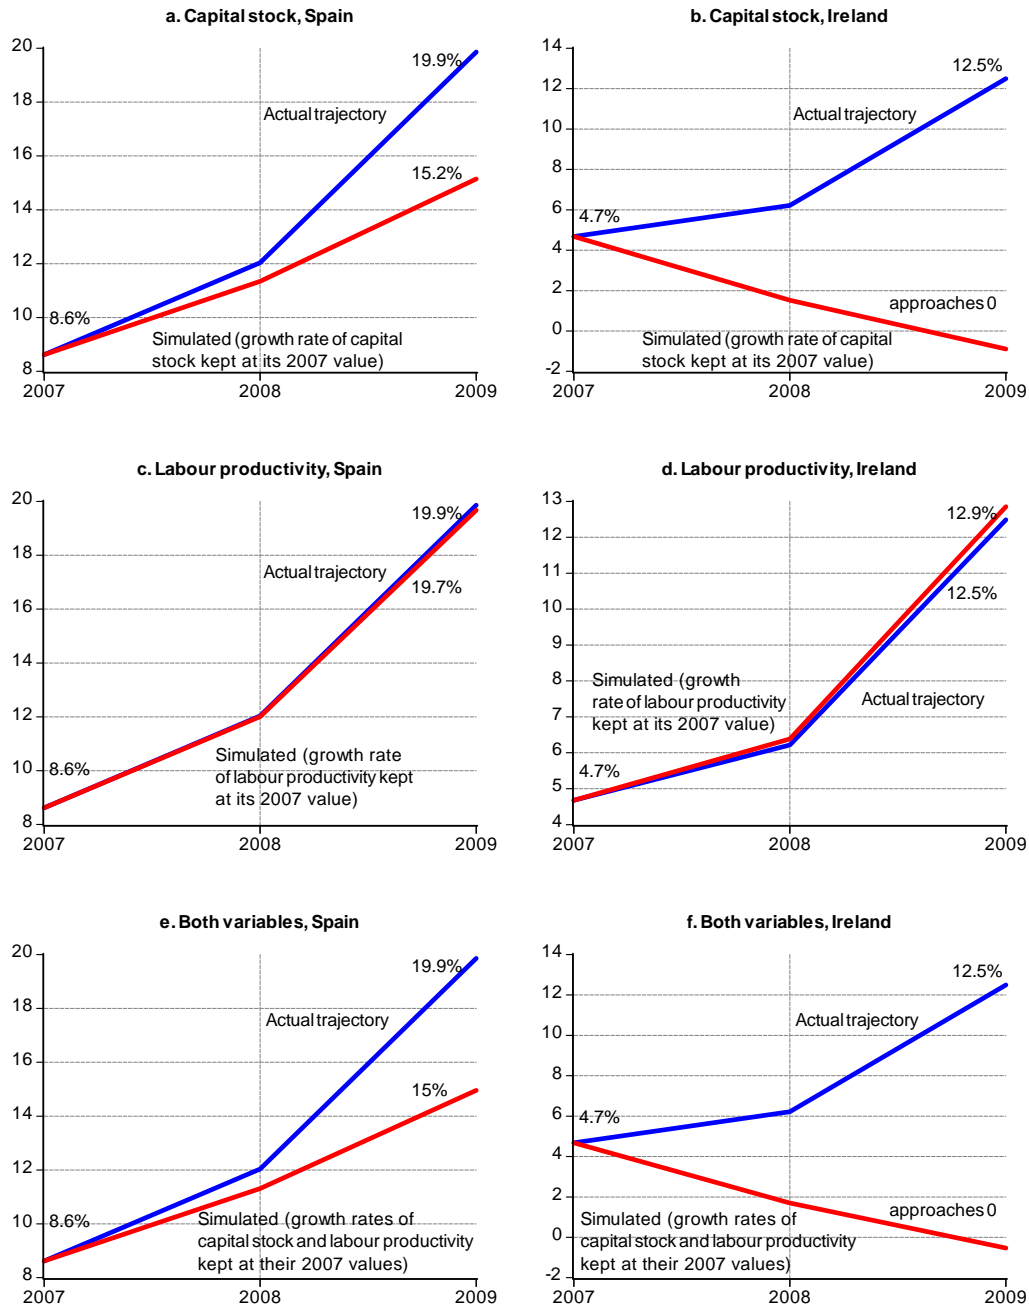 a. Capital stock, Spain
20
18
16
14
12
10
8
19.9%
Actual trajectory
15.2%
8.6%
Simulated (growth rate of capital
stock kept at its 2007 value)
2007
2008
2009
b. Capital stock, Ireland
14
12
10
8
6
4
2
0
-2
12.5%
Actual trajectory
4.7%
approaches 0
Simulated (growth rate of capital
stock kept at its 2007 value)
2007
2008
2009
c. Labour productivity, Spain
20
18
16
14
12
10
8
19.9%
Actual trajectory
19.7%
Simulated (growth rate
of labour productivity kept
at its 2007 value)
8.6%
2007
2008
2009
d. Labour productivity, Ireland
13
12
11
10
9
8
7
6
5
4
12.9%
12.5%
Simulated (growth
rate of labour productivity
kept at its 2007 value)
Actual trajectory
4.7%
2007
2008
2009
e. Both variables, Spain
20
18
16
14
12
10
8
19.9%
Actual trajectory
15%
8.6%
Simulated (growth rates of
capital stock and labour productivity
kept at their 2007 values)
2007
2008
2009
f. Both variables, Ireland
14
12
10
8
6
4
2
0
-2
12.5%
Actual trajectory
4.7%
approaches 0
Simulated (growth rates of
capital stock and labour productivity
kept at their 2007 values)
2007
2008
2009